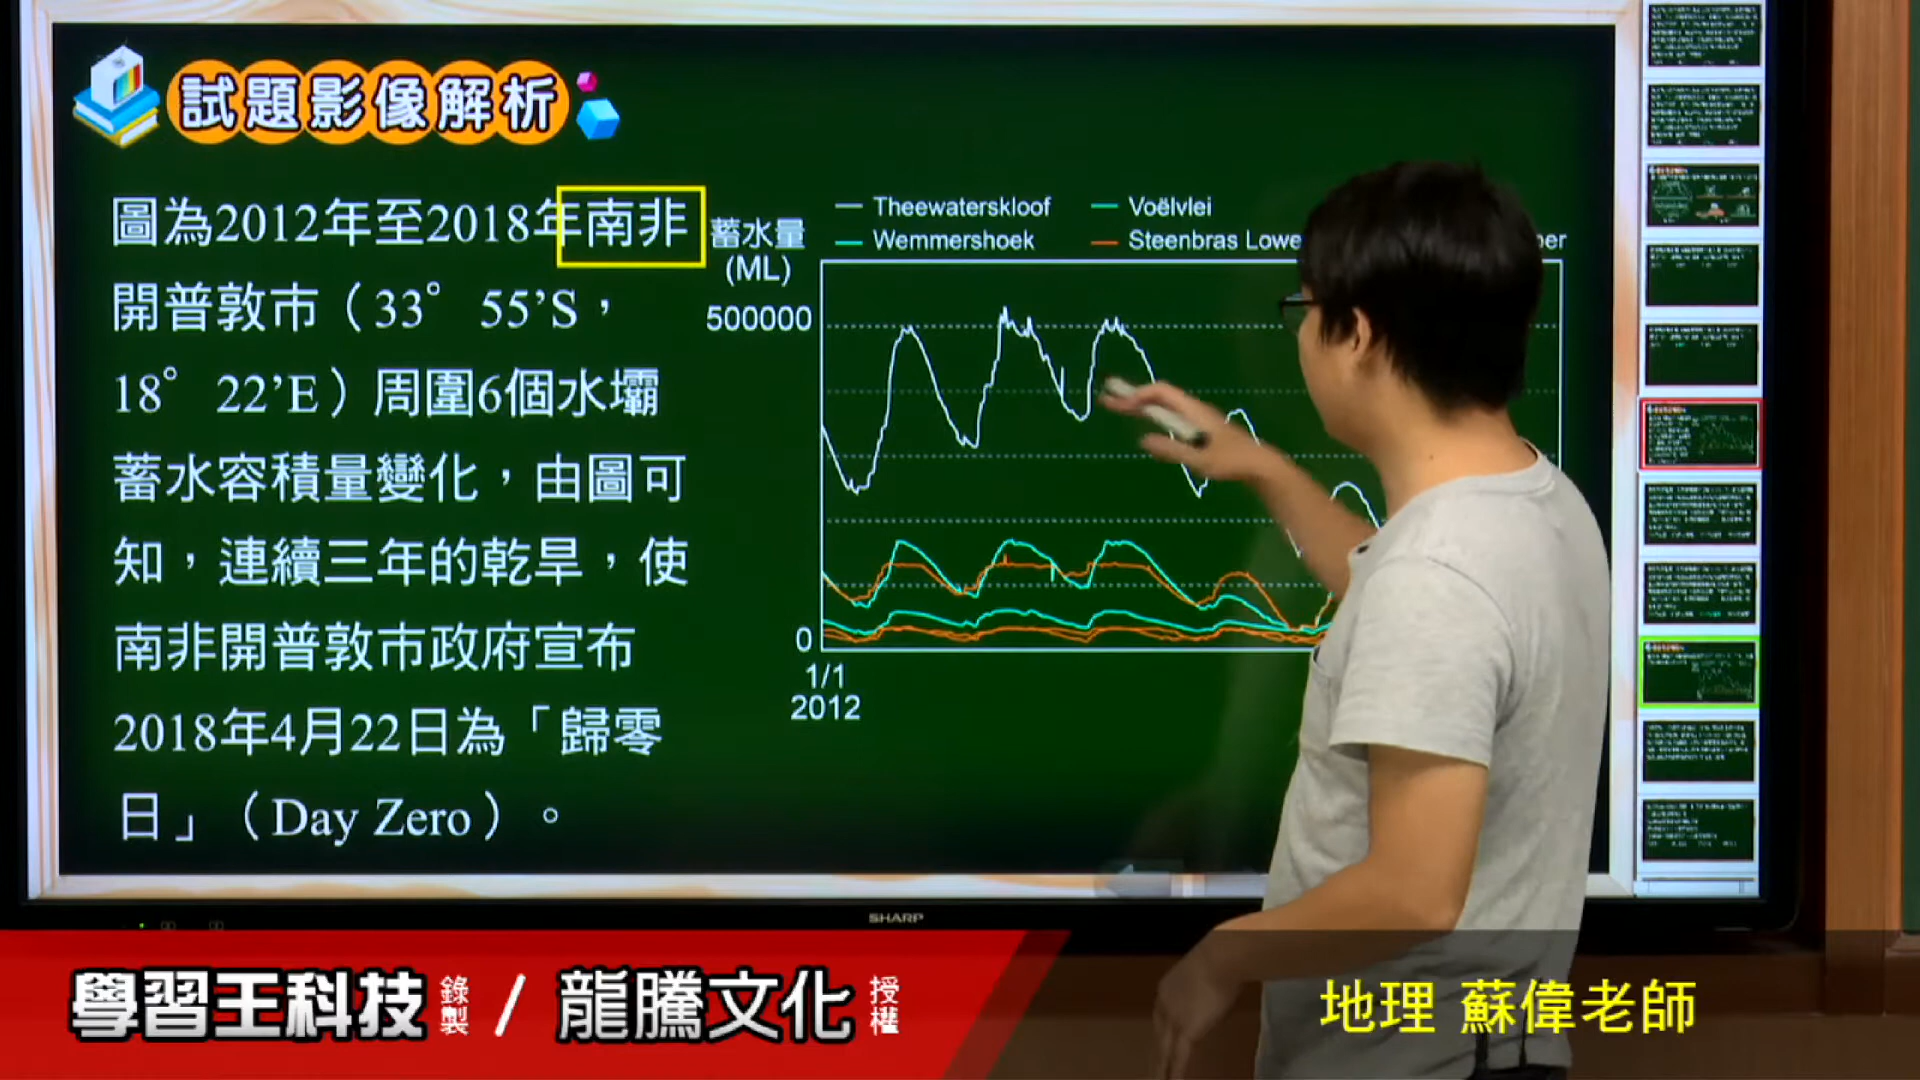 試題影像解析
圖為2012年至2018年南非
開普敦市（33°55’S，
18°22’E）周圍6個水壩
蓄水容積量變化，由圖可
知，連續三年的乾旱，使
南非開普敦市政府宣布
2018年4月22日為「歸零
日」（Day Zero）。
蓄水量
(ML)
Theewaterskloof
Voëlvlei
Wemmershoek
Steenbras Lowe
per
500000
0
1/1
2012
SHARP
學習王科技 錄製 / 龍騰文化 授權
地理 蘇偉老師